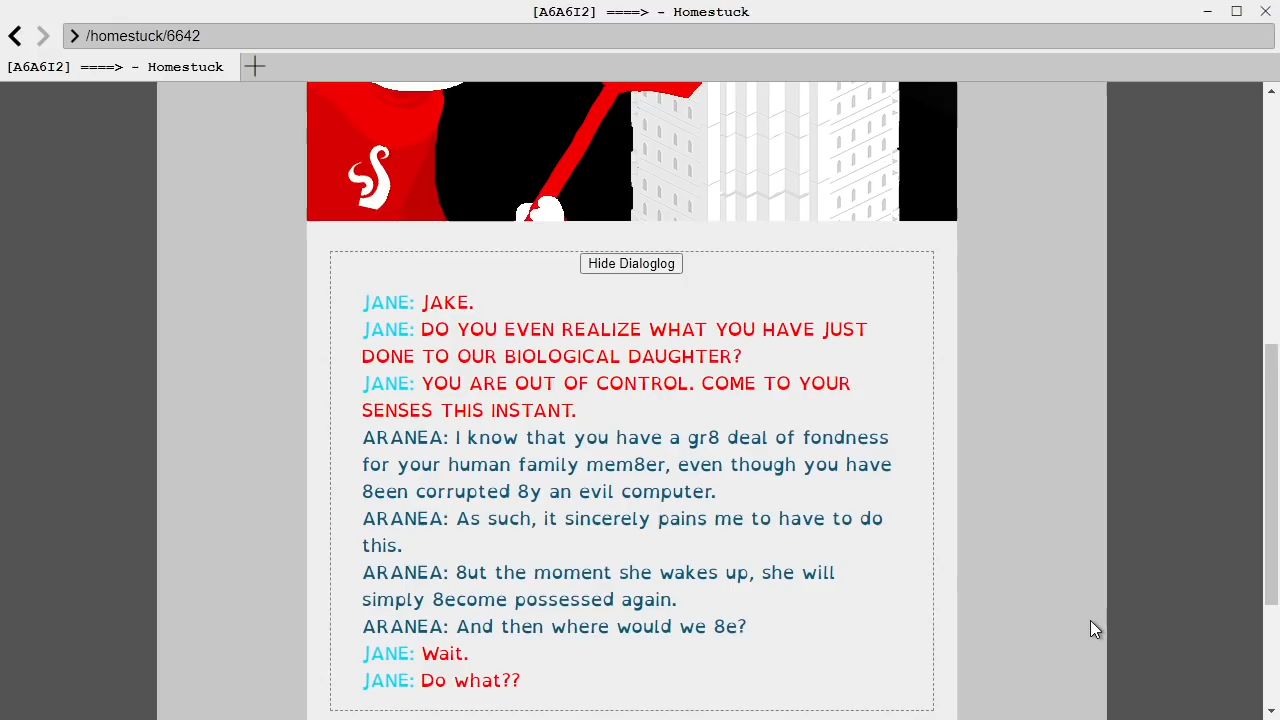 [A6A6I2] ====> - Homestuck
/homestuck/6642
[A6A6I2] ====> - Homestuck
Hide Dialoglog
JANE: JAKE.
JANE: DO YOU EVEN REALIZE WHAT YOU HAVE JUST
DONE TO OUR BIOLOGICAL DAUGHTER?
JANE: YOU ARE OUT OF CONTROL. COME TO YOUR
SENSES THIS INSTANT.
ARANEA: I know that you have a gr8 deal of fondness
for your human family mem8er, even though you have
8een corrupted 8y an evil computer.
ARANEA: As such, it sincerely pains me to have to do
this.
ARANEA: 8ut the moment she wakes up, she will
simply 8ecome possessed again.
ARANEA: And then where would we 8e?
JANE: Wait.
JANE: Do what??